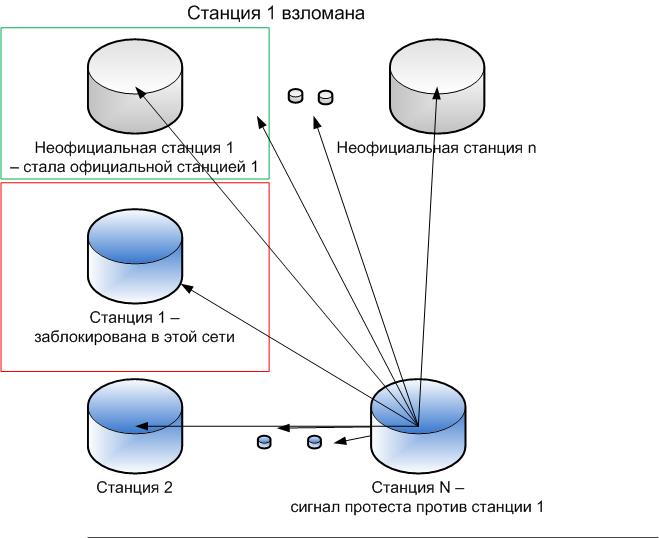 Станция 1 взломана
Неофициальная станция 1
– стала официальной станцией 1
Неофициальная станция n
Станция 1 –
заблокирована в этой сети
Станция 2
Станция N –
сигнал протеста против станции 1